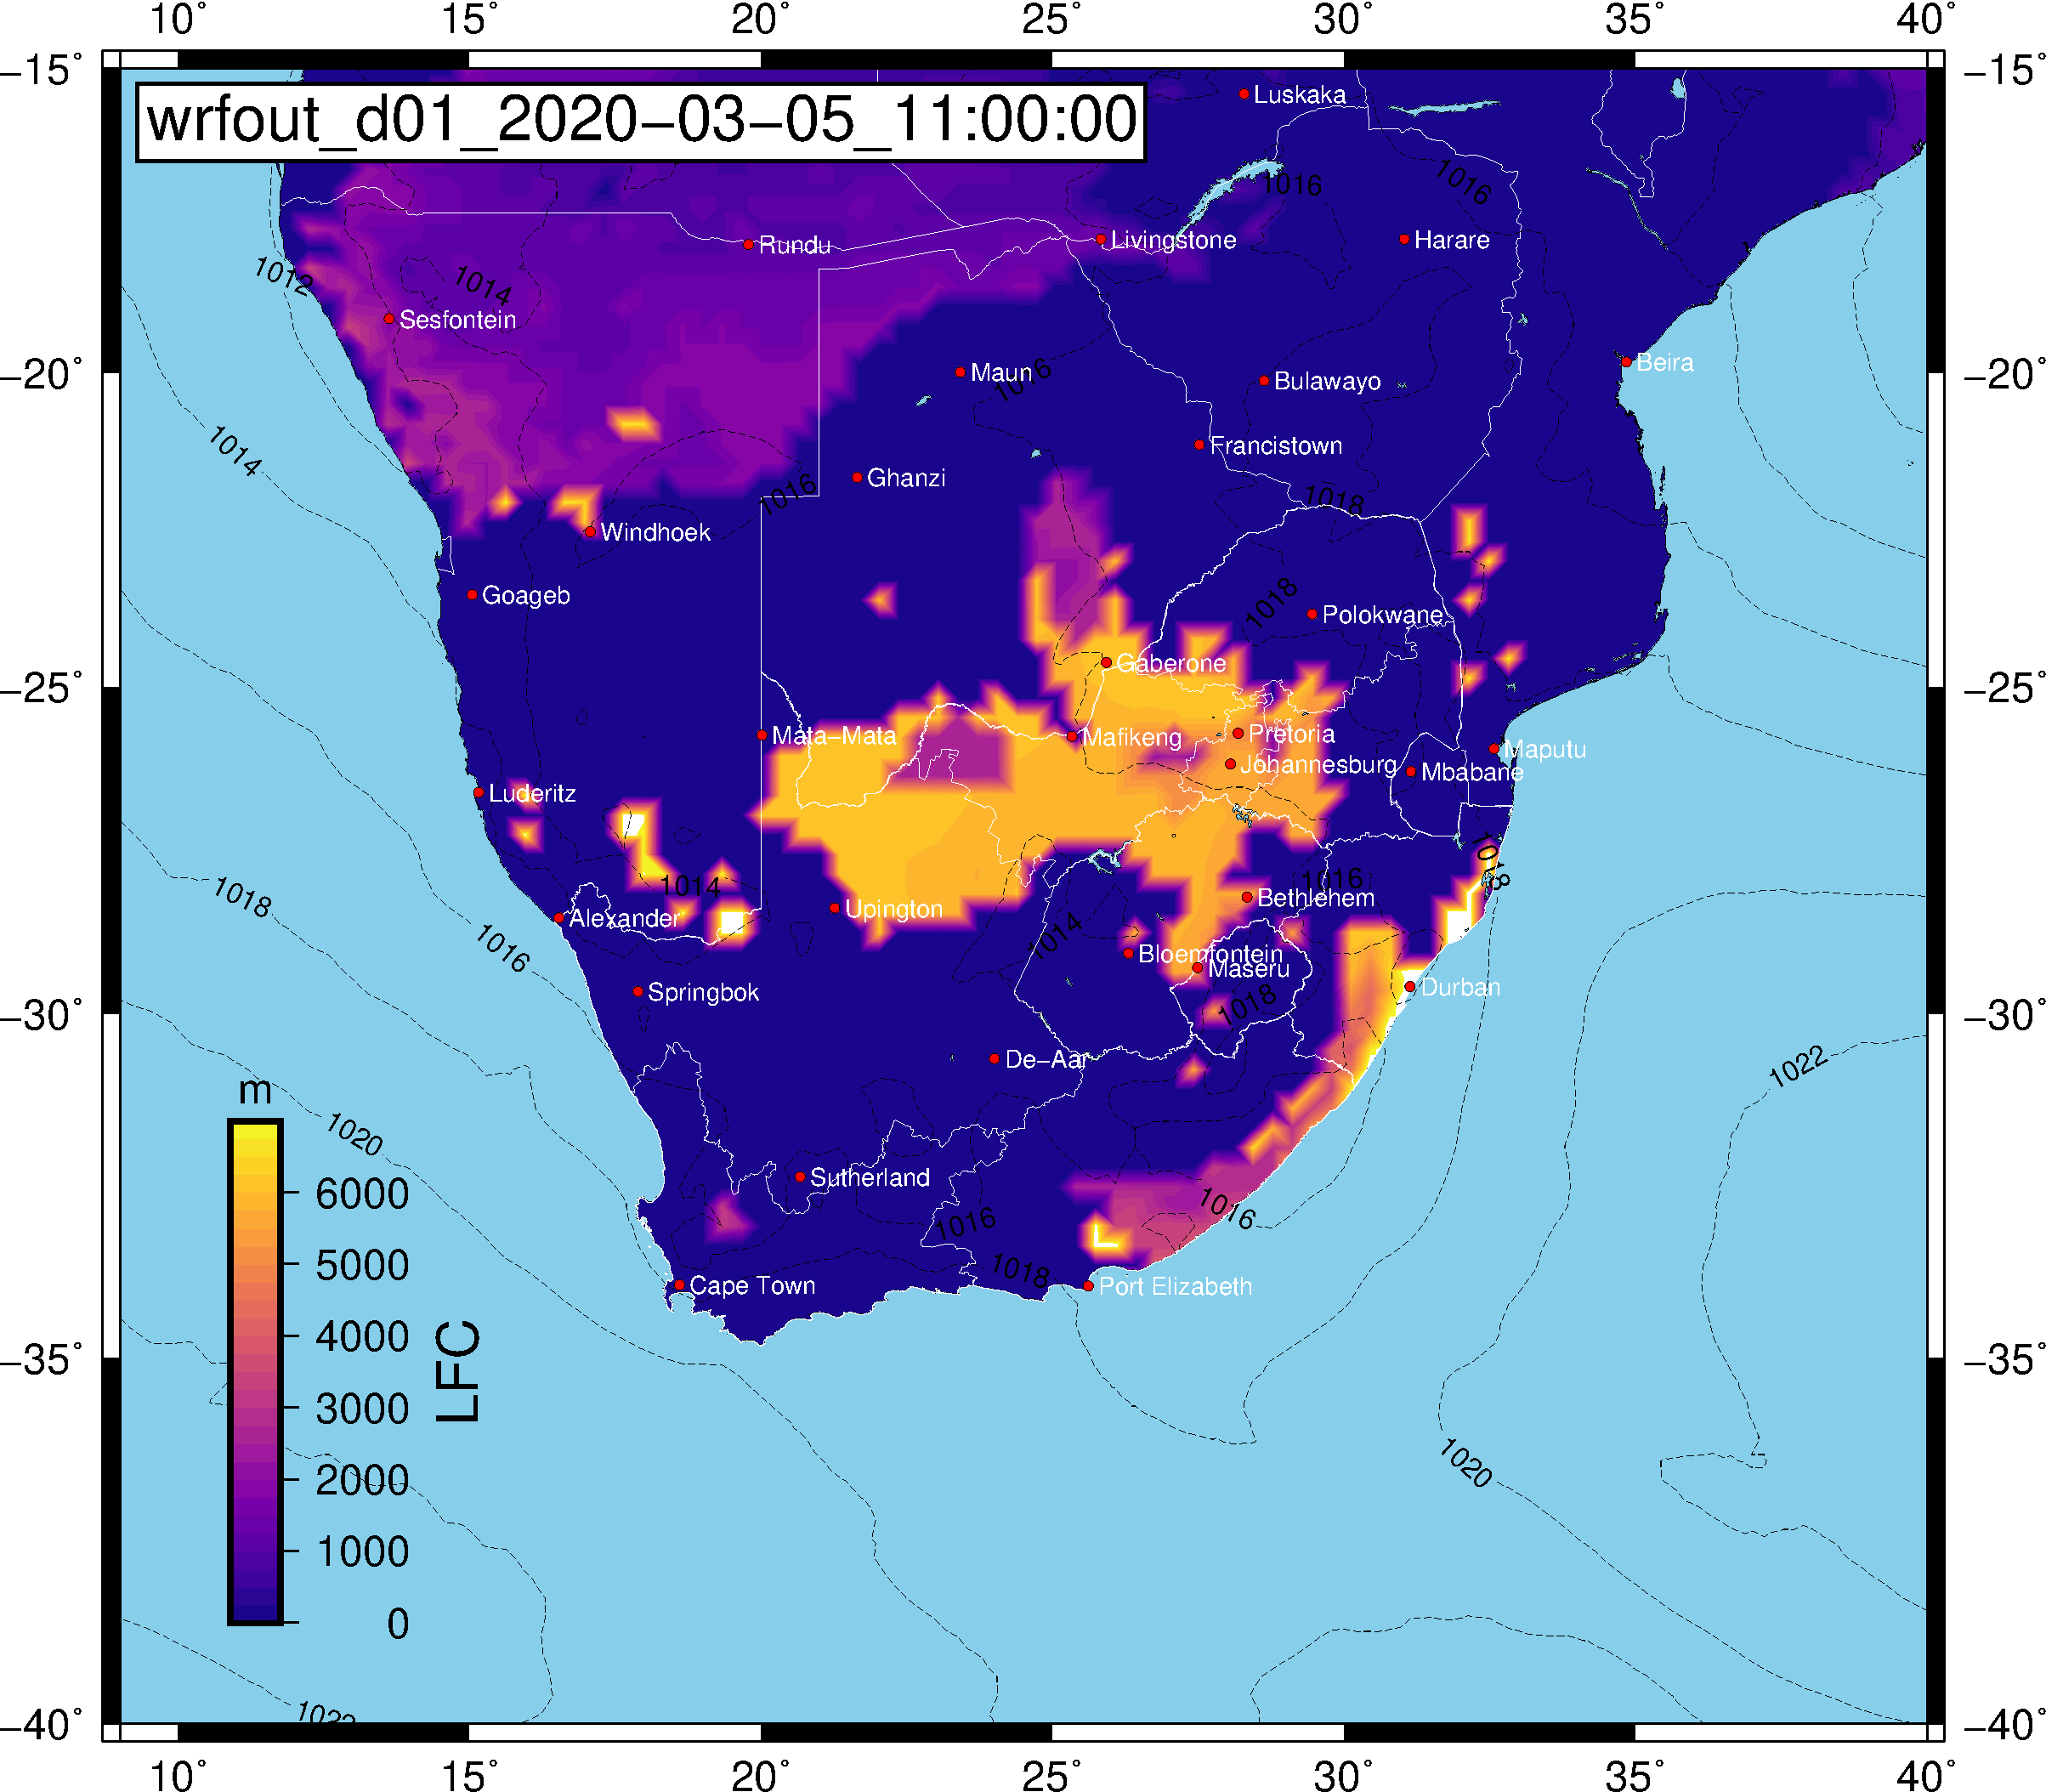 10° 15° 20° 25° 30° 35° 40°
−15° −15°
wrfout_d01_2020−03−05_11:00:00
Luskaka
1016
1016
Rundu
Livingstone
Harare
1012
1014
Sesfontein
Beira
−20° −20°
Maun
1016
Bulawayo
1014
Francistown
Ghanzi
1016
1018
Windhoek
Goageb
1018
Polokwane
Gaberone
−25° −25°
Mata−Mata
Mafikeng
Pretoria
Maputu
Johannesburg
Mbabane
Luderitz
1018
1018
1014
1016
Bethlehem
Alexander
Upington
1016
1014
Bloemfontein
Maseru
Springbok
1018
Durban
−30° −30°
De−Aar
1022
m
1020
Sutherland
6000
1016
1016
5000
1018
Cape Town
Port Elizabeth
4000
LFC
−35° −35°
3000
1020
2000
1000
0
1022
−40° −40°
10° 15° 20° 25° 30° 35° 40°